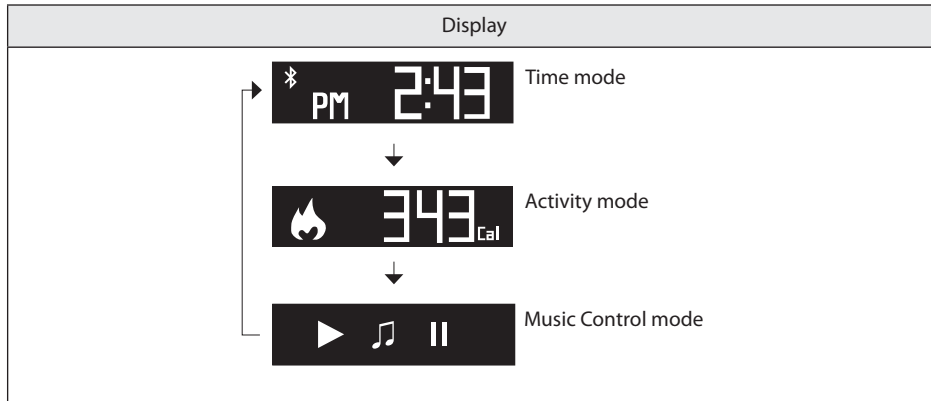 Display
PM 2:43
Time mode
343 Cal
Activity mode
Music Control mode